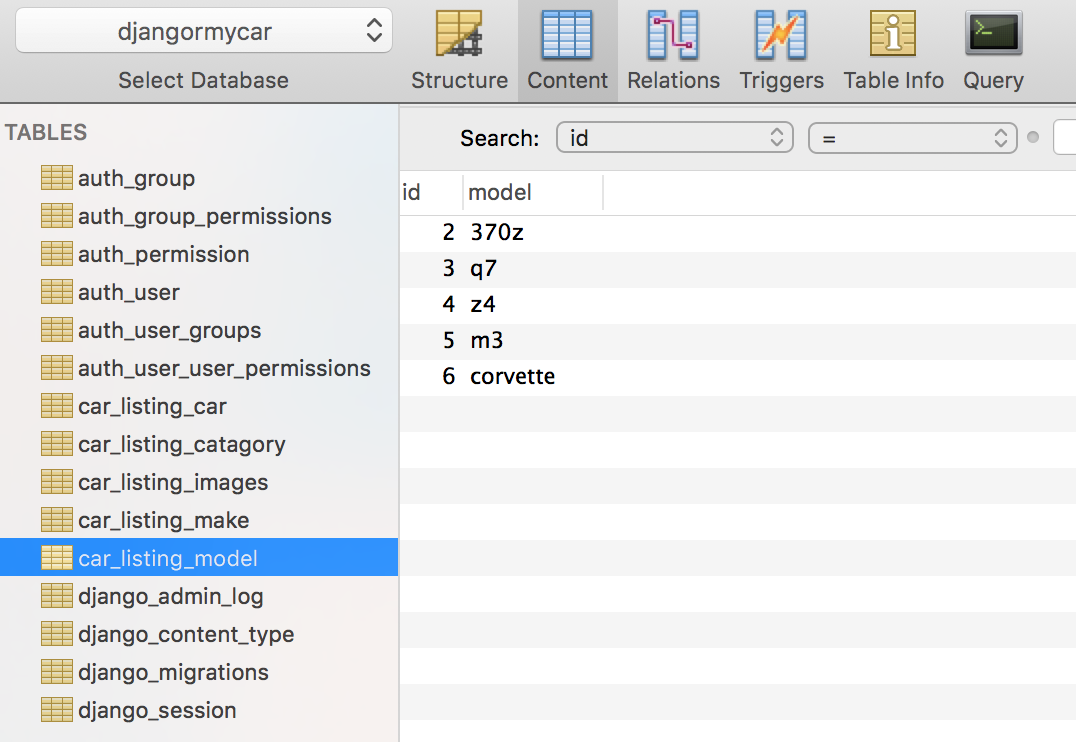 djangormycar
Select Database
Structure
Content
Relations
Triggers
Table Info
Query
TABLES
auth_group
auth_group_permissions
auth_permission
auth_user
auth_user_groups
auth_user_user_permissions
car_listing_car
car_listing_catagory
car_listing_images
car_listing_make
car_listing_model
django_admin_log
django_content_type
django_migrations
django_session
Search: id =
id model
2 370z
3 q7
4 z4
5 m3
6 corvette